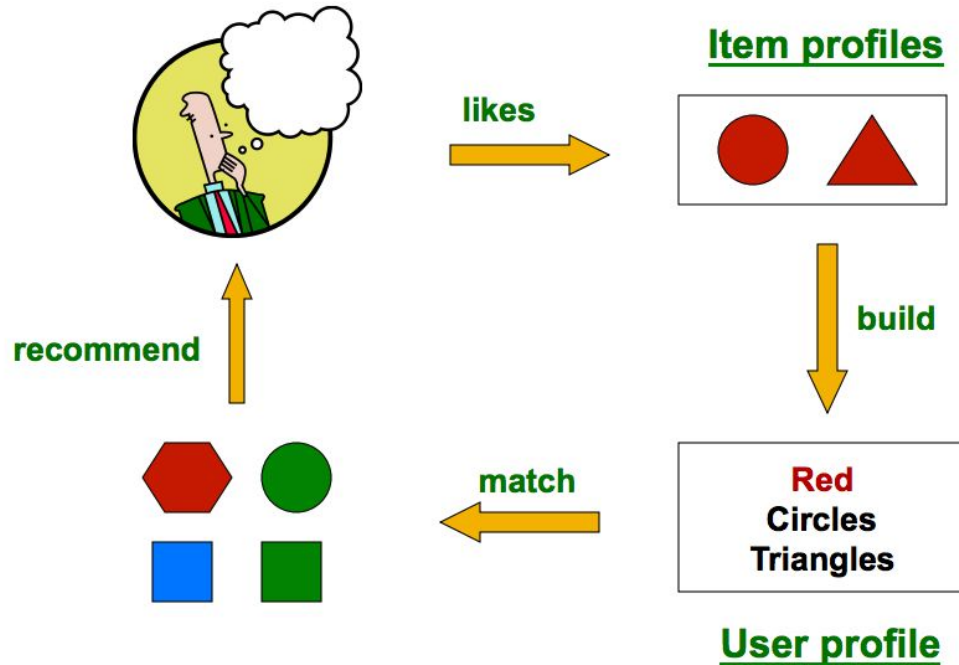 Item profiles
likes
build
recommend
match
Red
Circles
Triangles
User profile